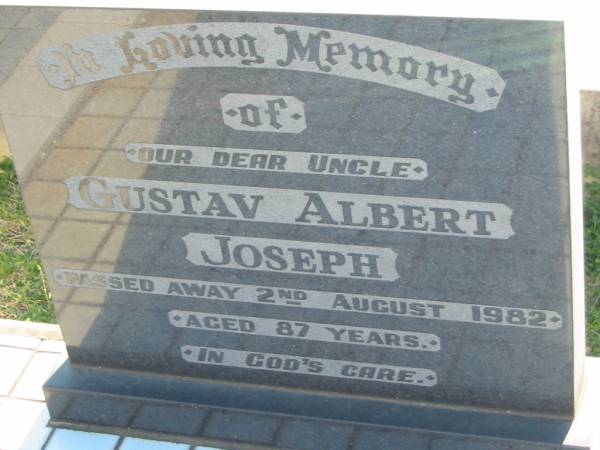 In Loving Memory
of
OUR DEAR UNCLE
GUSTAV ALBERT
JOSEPH
PASSED AWAY 2ND AUGUST 1982
AGED 87 YEARS.
IN GOD'S CARE.